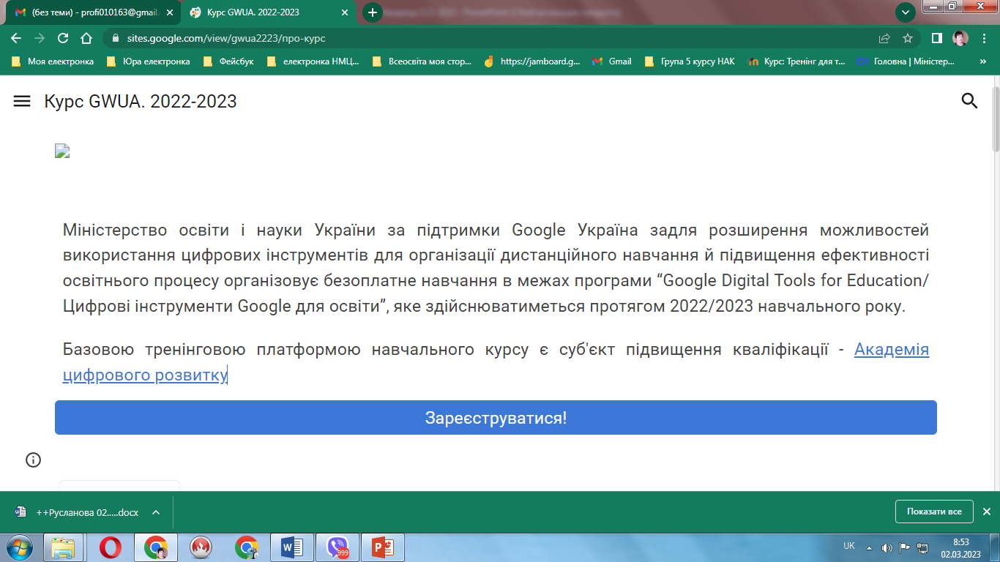 (без теми) - profi010163@gmail.
Курс GWUA. 2022-2023
sites.google.com/view/gwua2223/про-курс
Моя електронка
Юра електронка
Фейсбук
електронка НМЦ...
Всеосвіта моя стор...
https://jamboard.g...
Gmail
Група 5 курсу НАК
Курс: Тренінг для т...
Головна | Міністер...
»
Курс GWUA. 2022-2023
Міністерство освіти і науки України за підтримки Google Україна задля розширення можливостей
використання цифрових інструментів для організації дистанційного навчання й підвищення ефективності
освітнього процесу організовує безоплатне навчання в межах програми “Google Digital Tools for Education/
Цифрові інструменти Google для освіти”, яке здійснюватиметься протягом 2022/2023 навчального року.
Базовою тренінговою платформою навчального курсу є суб'єкт підвищення кваліфікації - Академія
цифрового розвитку
Зареєструватися!
++Русланова 02.....docx
Показати все
999
UK
8:53
02.03.2023